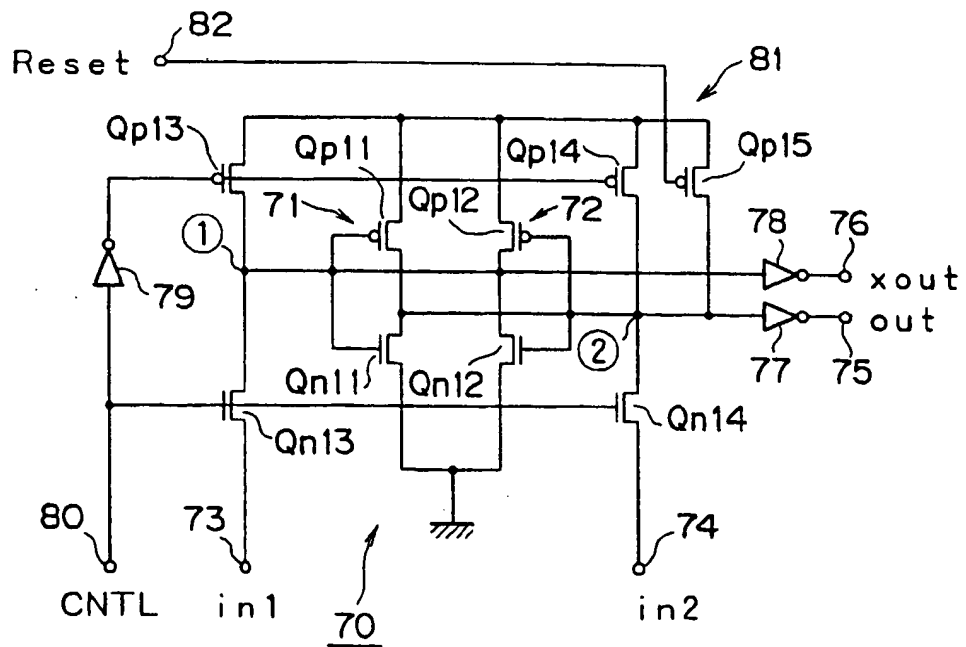 82
Reset
81
Qp13
Qp11
Qp14
Qp15
Qp12
71
72
78
76
①
79
xout
out
②
77
75
Qn11
Qn12
Qn13
Qn14
80
73
74
CNTL
in1
in2
70